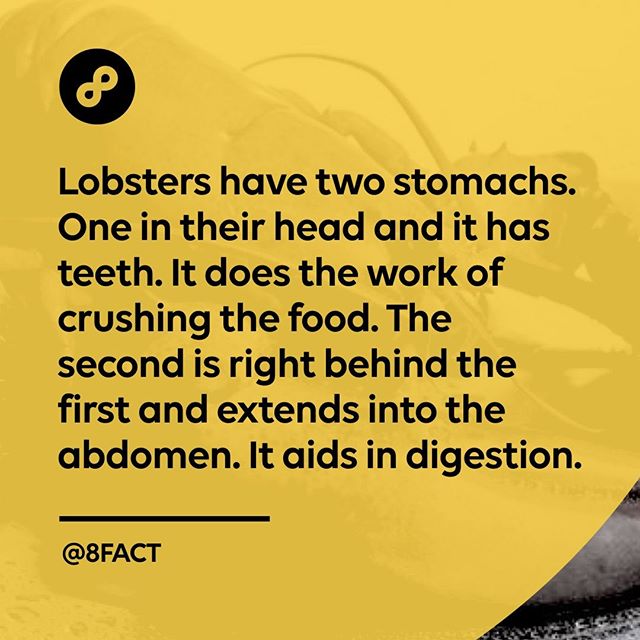 Lobsters have two stomachs.
One in their head and it has
teeth. It does the work of
crushing the food. The
second is right behind the
first and extends into the
abdomen. It aids in digestion.
@8FACT